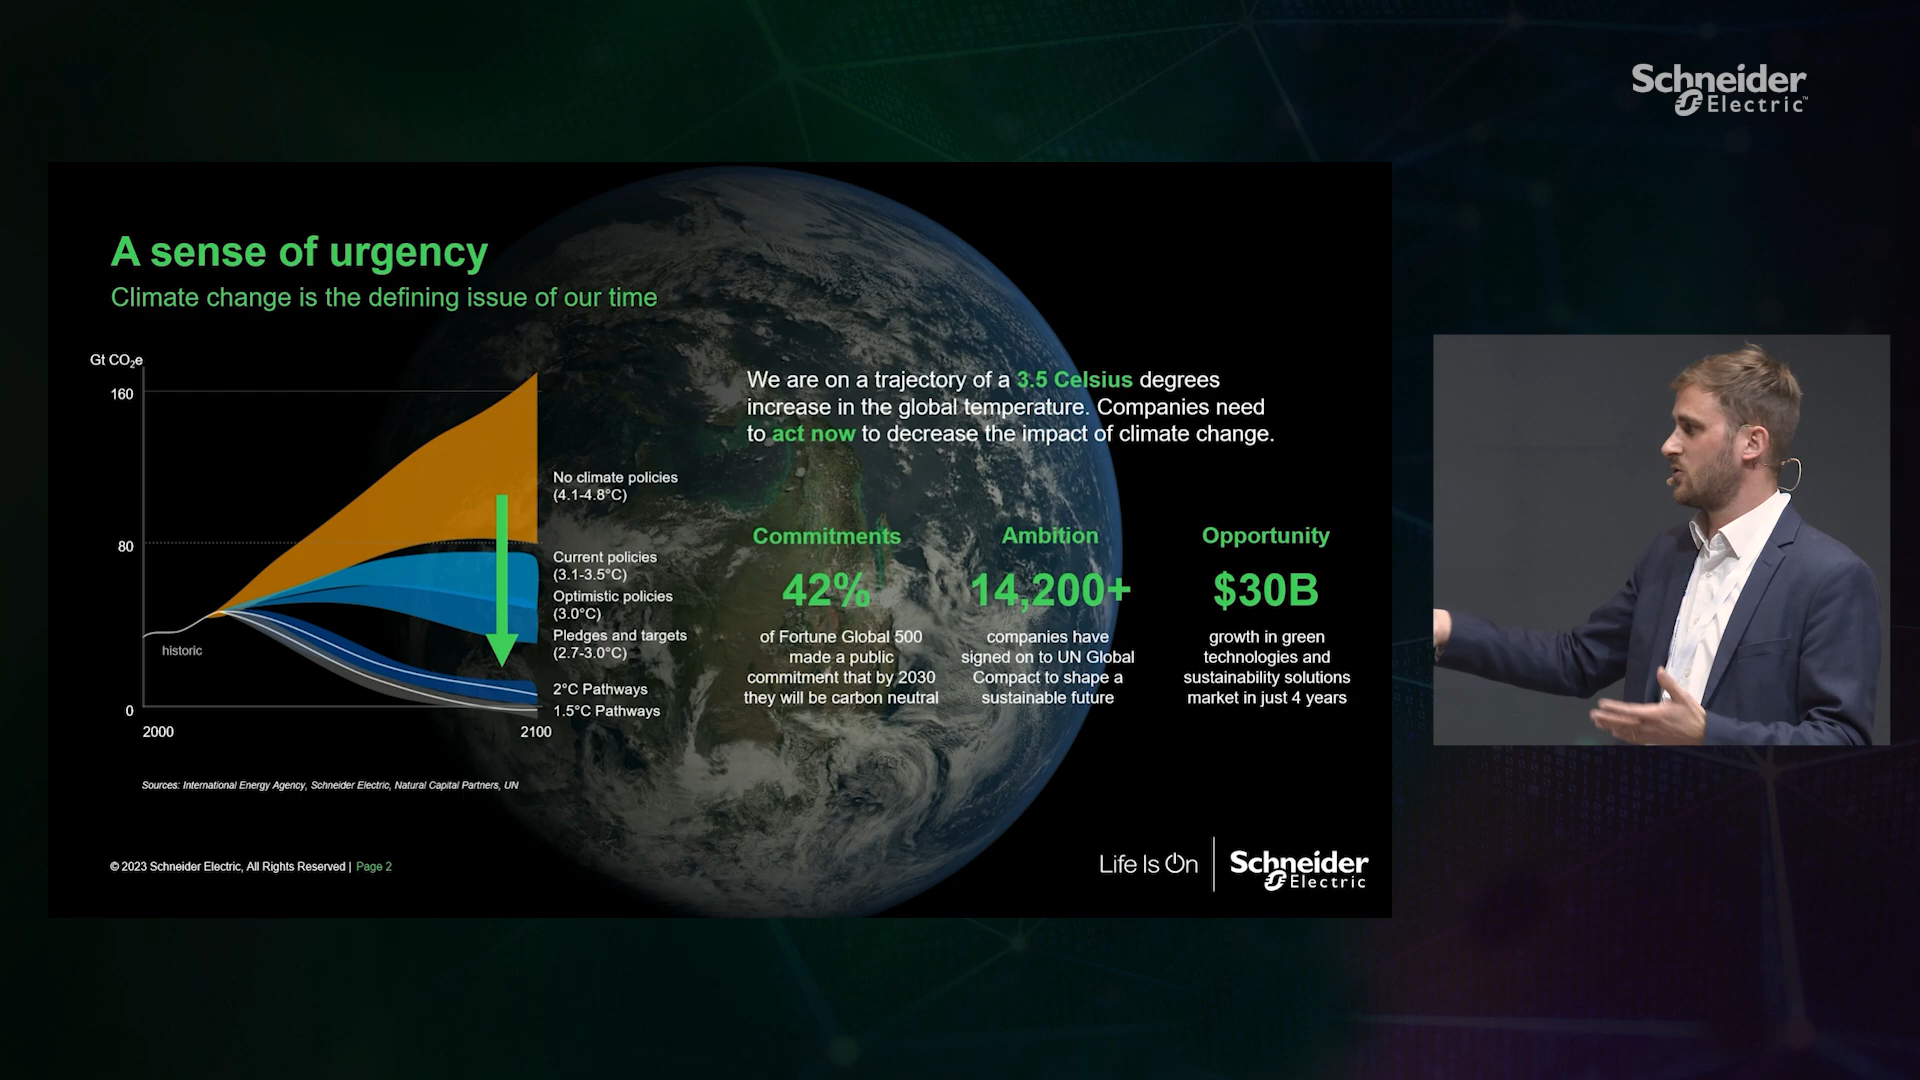 Schneider
Electric™
A sense of urgency
Climate change is the defining issue of our time
Gt CO₂e
160
80
0
historic
2000
2100
No climate policies
(4.1-4.8°C)
Current policies
(3.1-3.5°C)
Optimistic policies
(3.0°C)
Pledges and targets
(2.7-3.0°C)
2°C Pathways
1.5°C Pathways
We are on a trajectory of a 3.5 Celsius degrees
increase in the global temperature. Companies need
to act now to decrease the impact of climate change.
Commitments
42%
of Fortune Global 500
made a public
commitment that by 2030
they will be carbon neutral
Ambition
14,200+
companies have
signed on to UN Global
Compact to shape a
sustainable future
Opportunity
$30B
growth in green
technologies and
sustainability solutions
market in just 4 years
Sources: International Energy Agency, Schneider Electric, Natural Capital Partners, UN
© 2023 Schneider Electric, All Rights Reserved | Page 2
Life Is On
Schneider
Electric